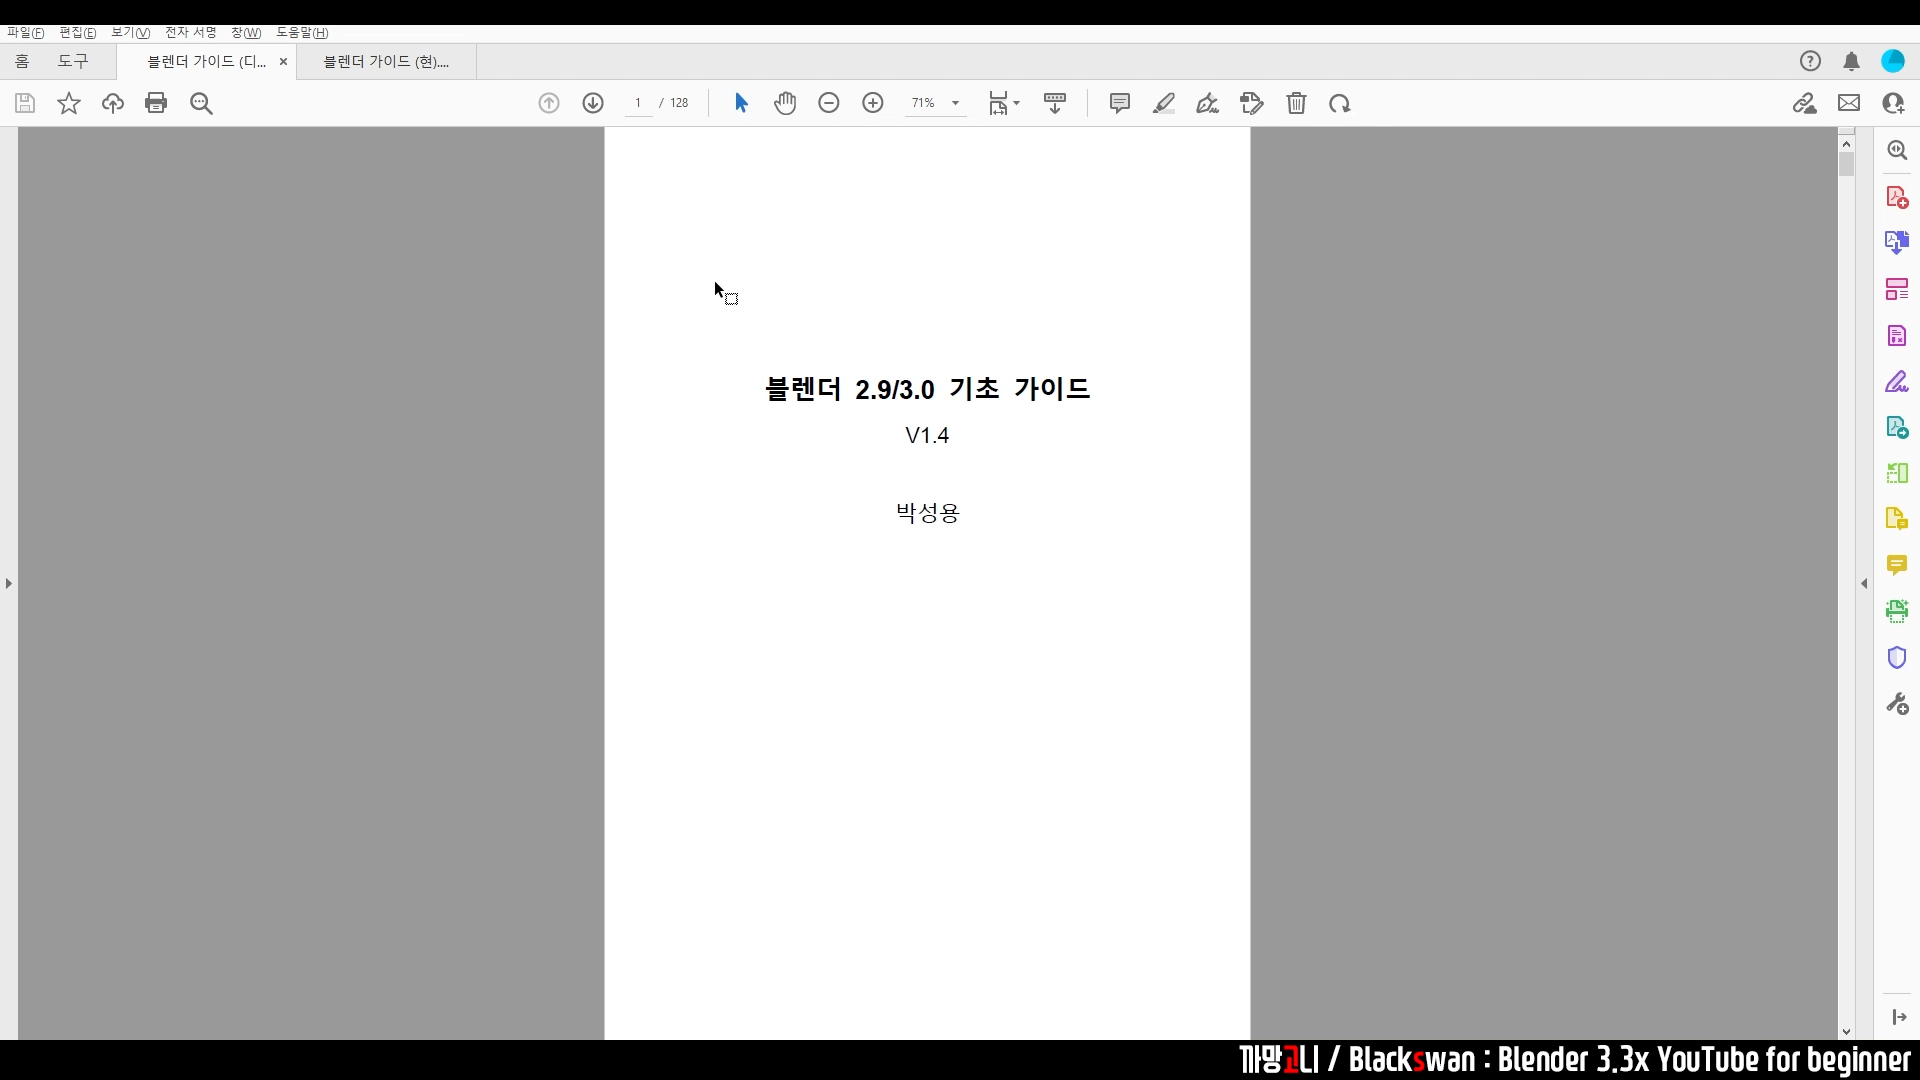 파일(F) 편집(E) 보기(V) 전자 서명 창(W) 도움말(H)
홈 도구 블렌더 가이드 (디... × 블렌더 가이드 (현)....
1 / 128 71%
블렌더 2.9/3.0 기초 가이드
V1.4
박성용
까망고니 / Blackswan : Blender 3.3x YouTube for beginner